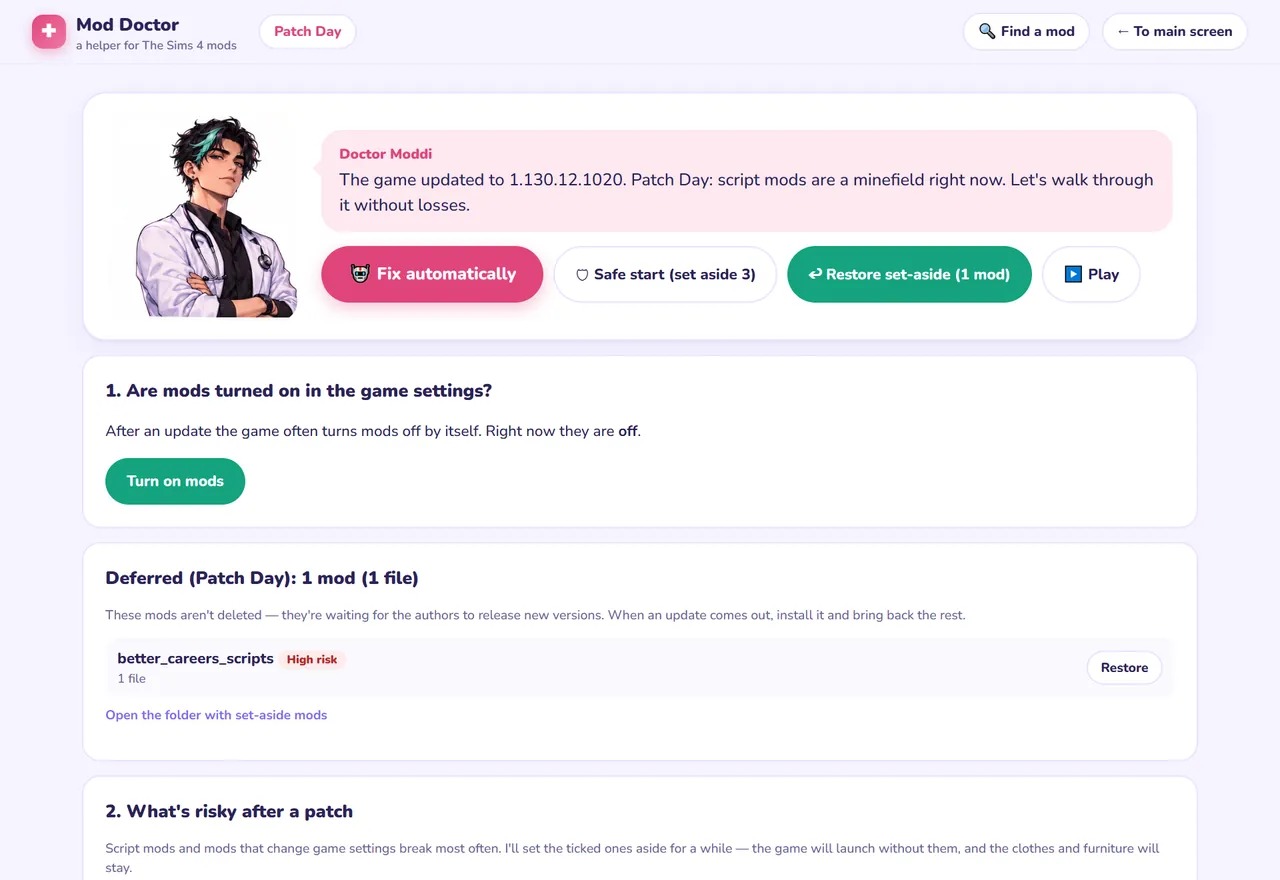 Mod Doctor
a helper for The Sims 4 mods
Patch Day
🔍 Find a mod
← To main screen
Doctor Moddi
The game updated to 1.130.12.1020. Patch Day: script mods are a minefield right now. Let's walk through
it without losses.
Fix automatically
Safe start (set aside 3)
↩ Restore set-aside (1 mod)
Play
1. Are mods turned on in the game settings?
After an update the game often turns mods off by itself. Right now they are off.
Turn on mods
Deferred (Patch Day): 1 mod (1 file)
These mods aren't deleted — they're waiting for the authors to release new versions. When an update comes out, install it and bring back the rest.
better_careers_scripts High risk
1 file
Restore
Open the folder with set-aside mods
2. What's risky after a patch
Script mods and mods that change game settings break most often. I'll set the ticked ones aside for a while — the game will launch without them, and the clothes and furniture will
stay.